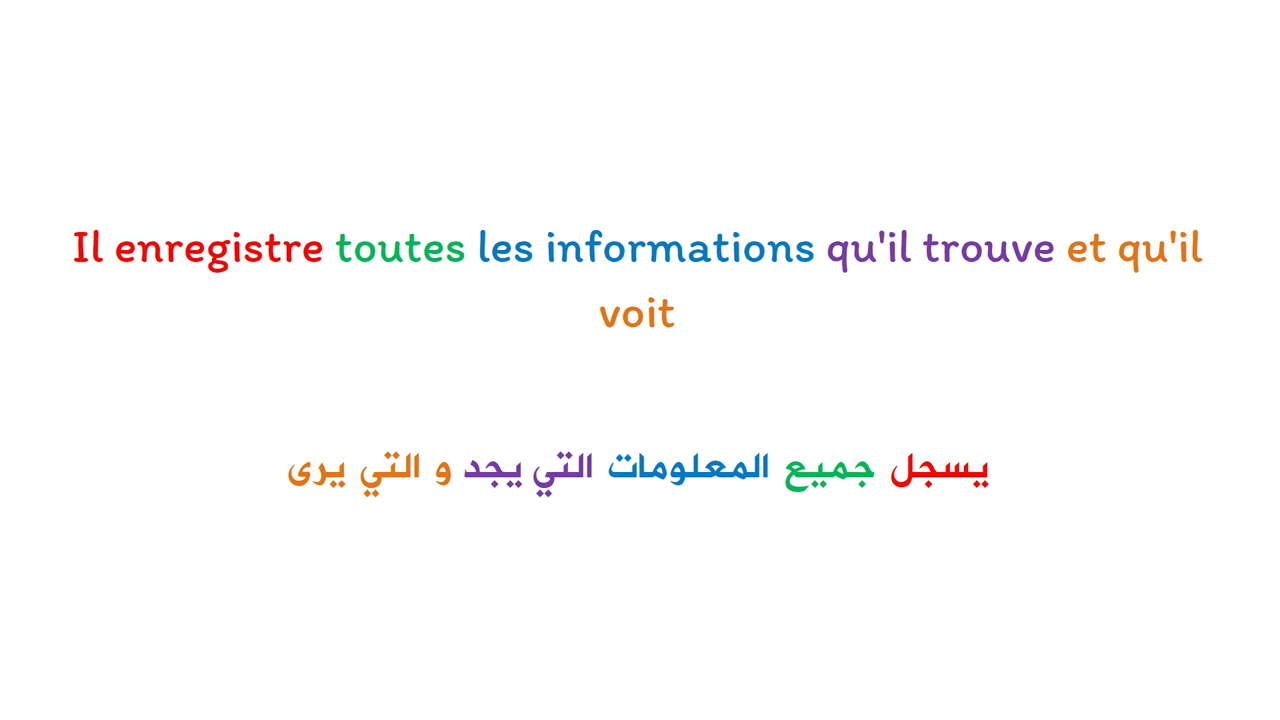 Il enregistre toutes les informations qu'il trouve et qu'il
voit
يسجل جميع المعلومات التي يجد و التي يرى